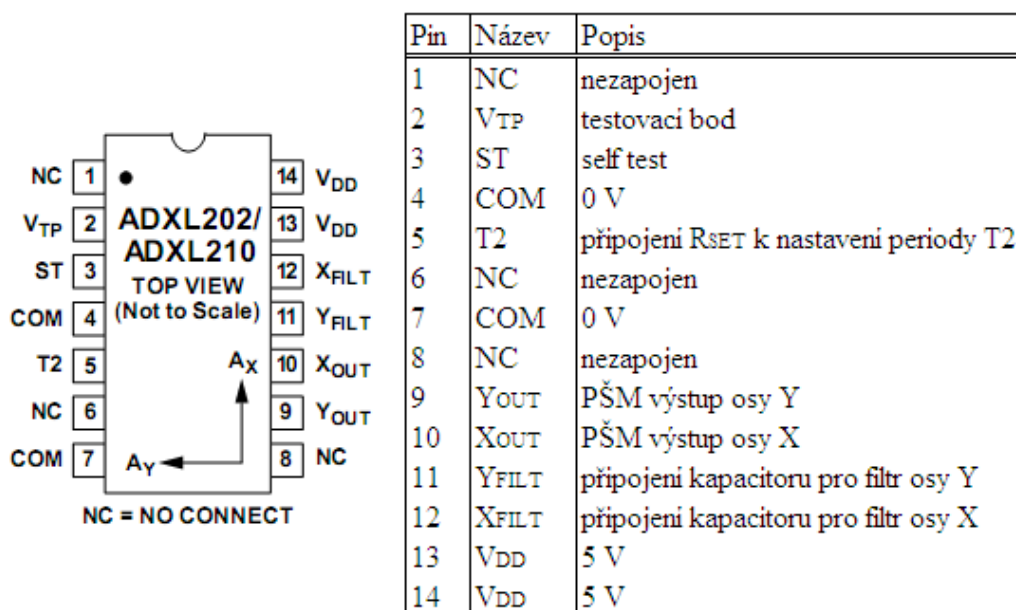 NC 1 14 VDD
VTP 2 ADXL202/ 13 VDD
ADXL210
ST 3 TOP VIEW 12 XFILT
COM 4 (Not to Scale) 11 YFILT
T2 5 AX 10 XOUT
NC 6 9 YOUT
COM 7 AY 8 NC
NC = NO CONNECT
Pin Název Popis
1 NC nezapojen
2 VTP testovaci bod
3 ST self test
4 COM 0 V
5 T2 připojeni RSET k nastaveni periody T2
6 NC nezapojen
7 COM 0 V
8 NC nezapojen
9 YOUT PŠM výstup osy Y
10 XOUT PŠM výstup osy X
11 YFILT připojeni kapacitoru pro filtr osy Y
12 XFILT připojeni kapacitoru pro filtr osy X
13 VDD 5 V
14 VDD 5 V